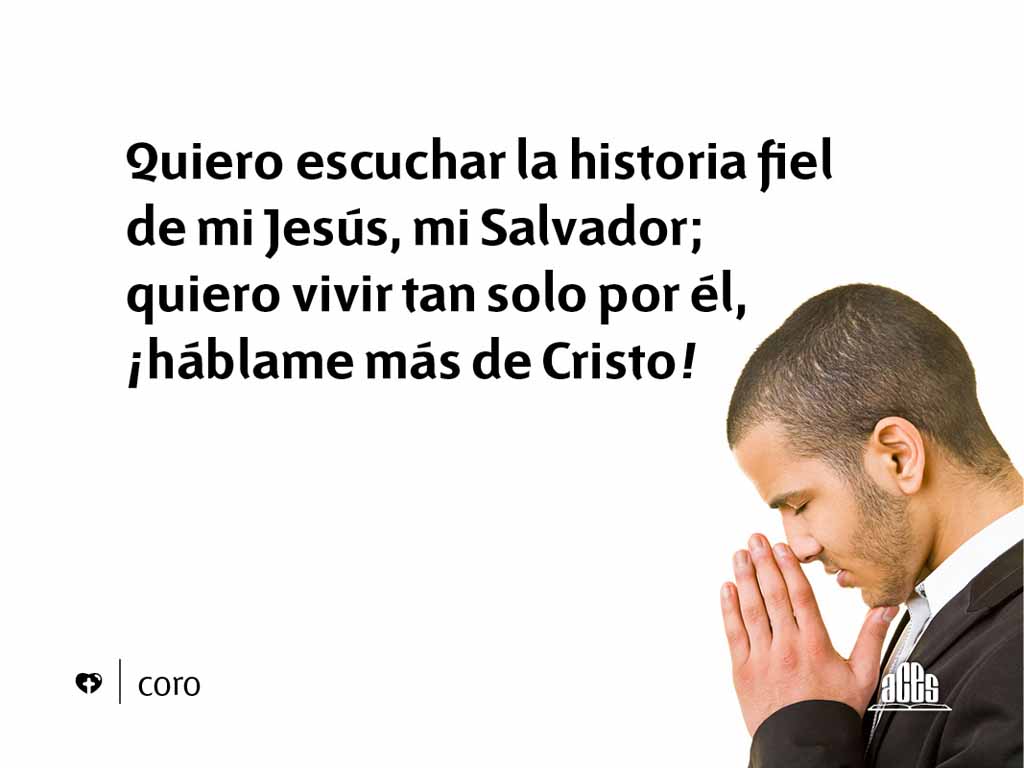 Quiero escuchar la historia fiel
de mi Jesús, mi Salvador;
quiero vivir tan solo por él,
¡háblame más de Cristo!
coro
aces